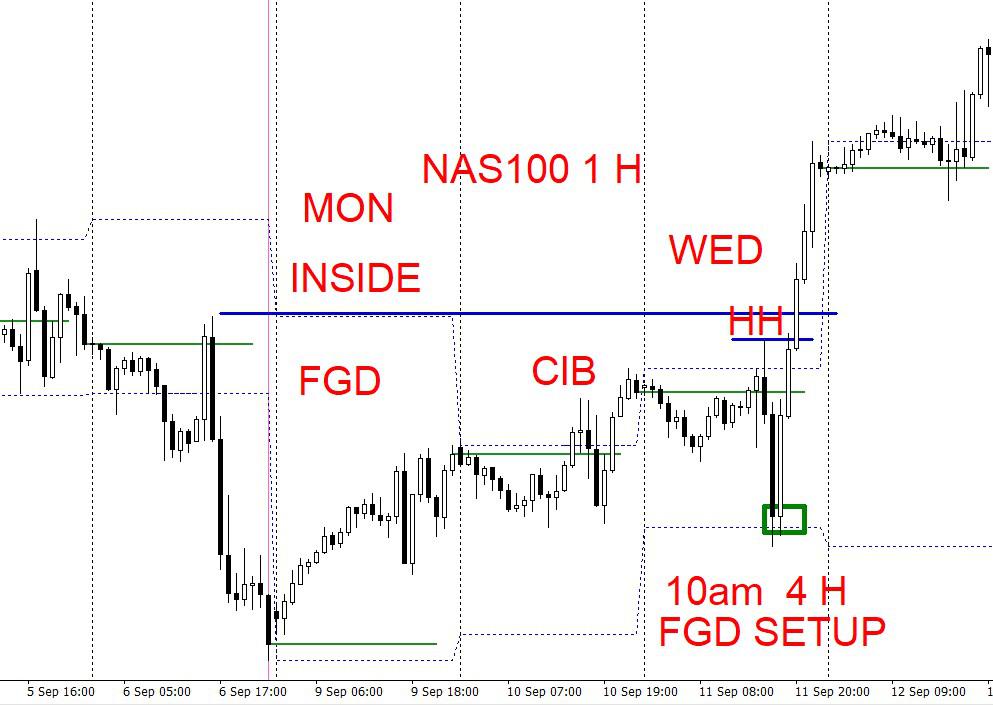 NAS100 1 H
MON
INSIDE
WED
HH
FGD
CIB
10am 4 H
FGD SETUP
5 Sep 16:00
6 Sep 05:00
6 Sep 17:00
9 Sep 06:00
9 Sep 18:00
10 Sep 07:00
10 Sep 19:00
11 Sep 08:00
11 Sep 20:00
12 Sep 09:00